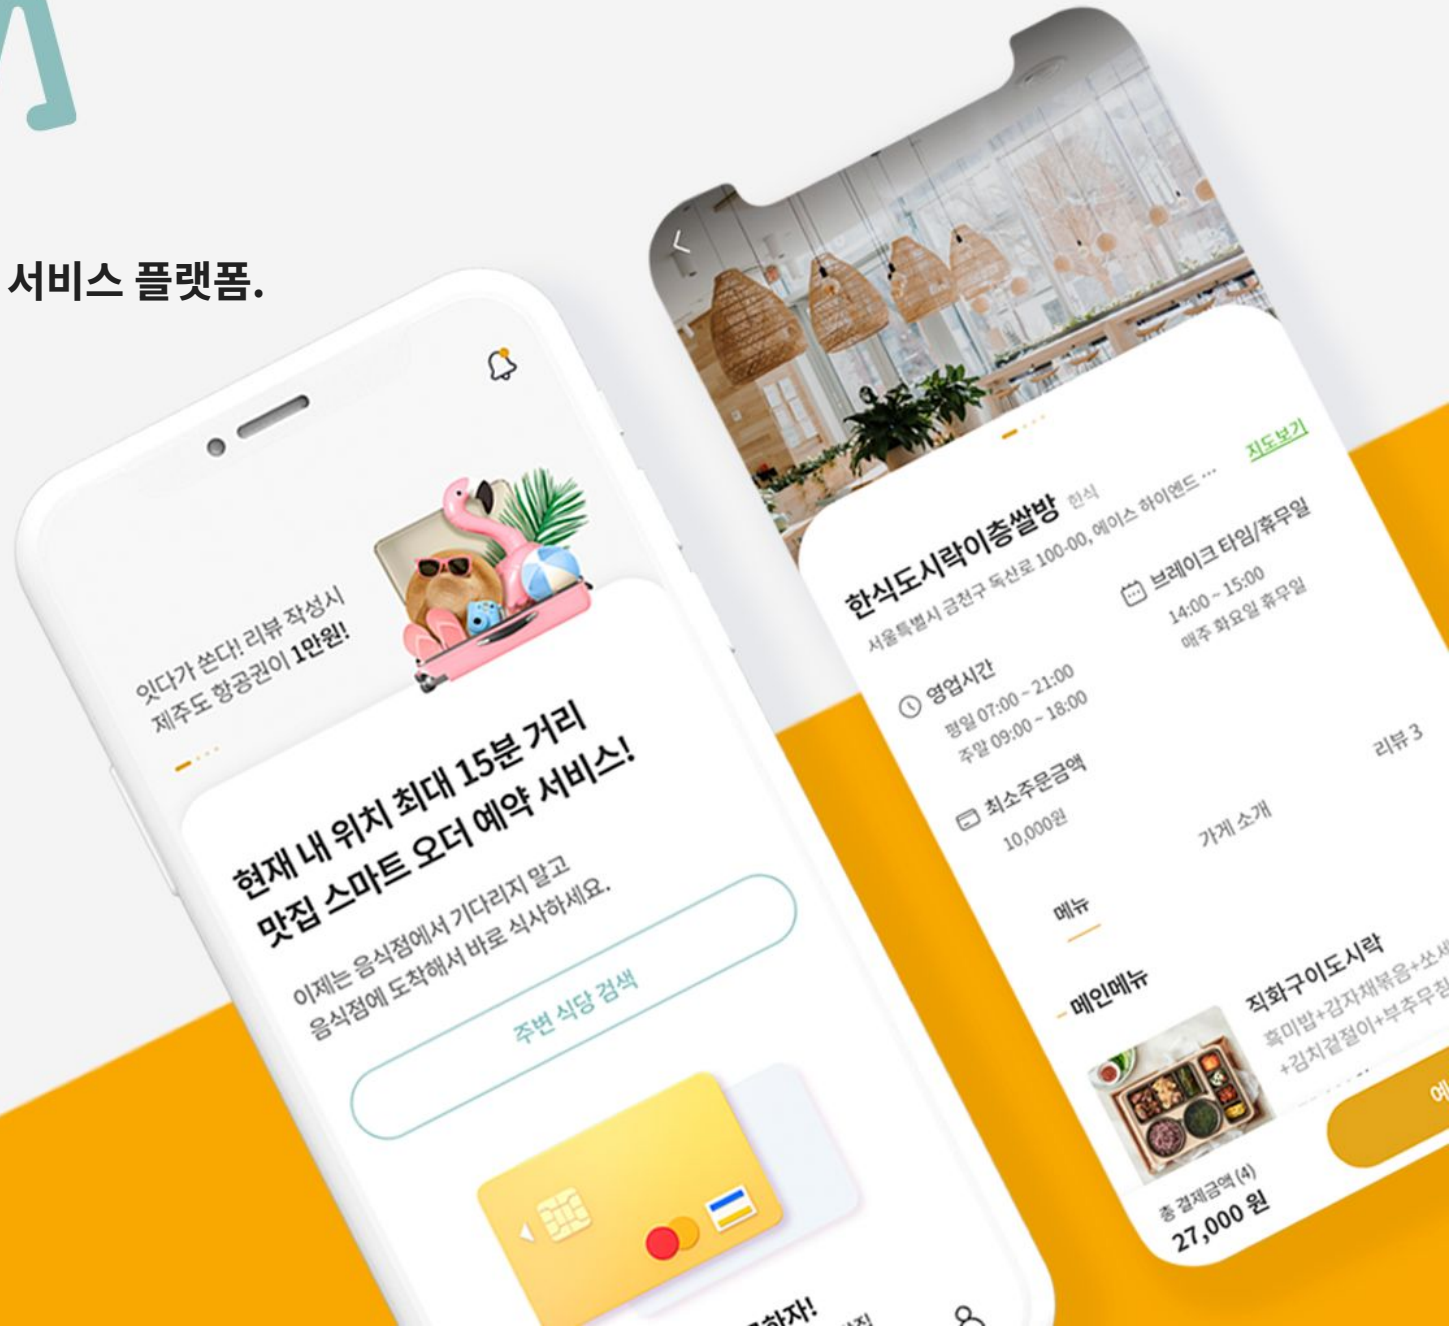 서비스 플랫폼.
잇다가 쏜다! 리뷰 작성시
제주도 항공권이 1만원!
현재 내 위치 최대 15분 거리
맛집 스마트 오더 예약 서비스!
이제는 음식점에서 기다리지 말고
음식점에 도착해서 바로 식사하세요.
주변 식당 검색
하자!
한식도시락이층쌀방 한식
서울특별시 금천구 독산로 100-00, 에이스 하이엔드 ...
지도보기
영업시간
평일 07:00 ~ 21:00
주말 09:00 ~ 18:00
브레이크 타임/휴무일
14:00 ~ 15:00
매주 화요일 휴무일
최소주문금액
10,000원
메뉴
가게 소개
리뷰 3
메인메뉴
직화구이도시락
흑미밥+감자채볶음+쏘세
+김치겉절이+부추무침
총 결제금액 (4)
27,000 원
예